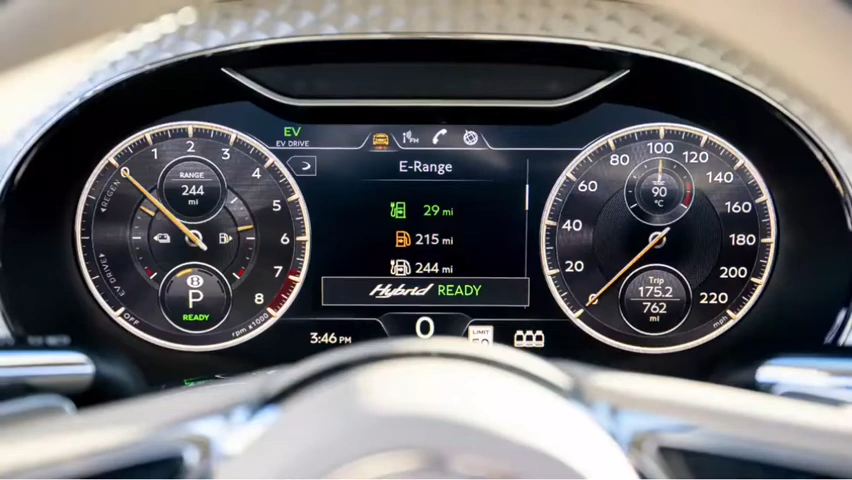 EV
EV DRIVE
FM
E-Range
29 mi
215 mi
244 mi
Hybrid READY
3:46 PM
0
LIMIT
1
2
3
4
5
6
7
8
rpm x1000
OFF
EV DRIVE
REGEN
RANGE
244
mi
B
P
READY
20
40
60
80
100
120
140
160
180
200
220
mph
90
°C
Trip
175.2
762
mi